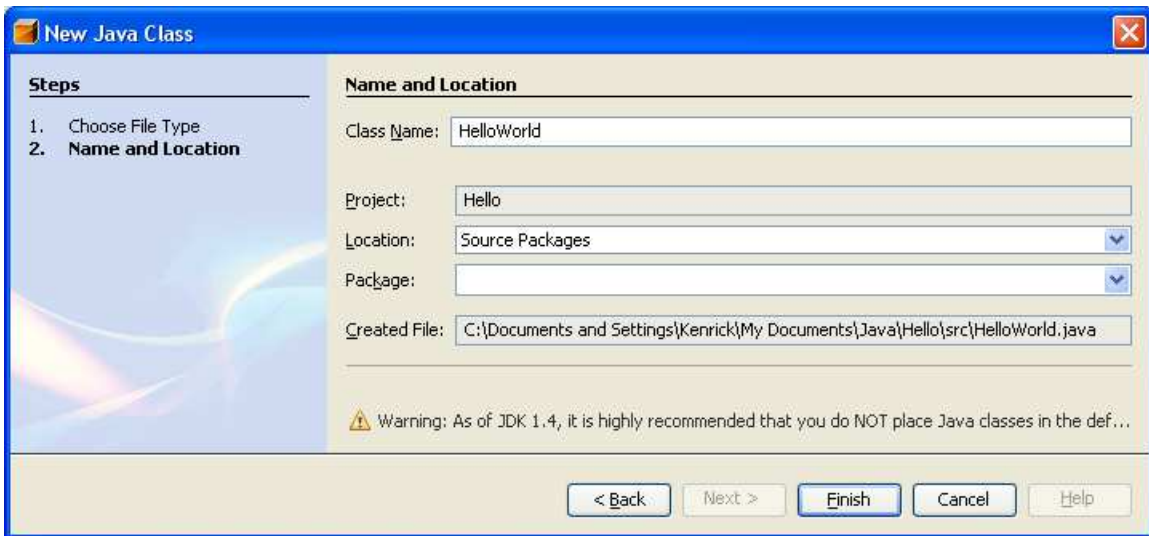 New Java Class
Steps
1. Choose File Type
2. Name and Location
Name and Location
Class Name: HelloWorld
Project: Hello
Location: Source Packages
Package:
Created File: C:\Documents and Settings\Kenrick\My Documents\Java\Hello\src\HelloWorld.java
Warning: As of JDK 1.4, it is highly recommended that you do NOT place Java classes in the def...
< Back Next > Finish Cancel Help